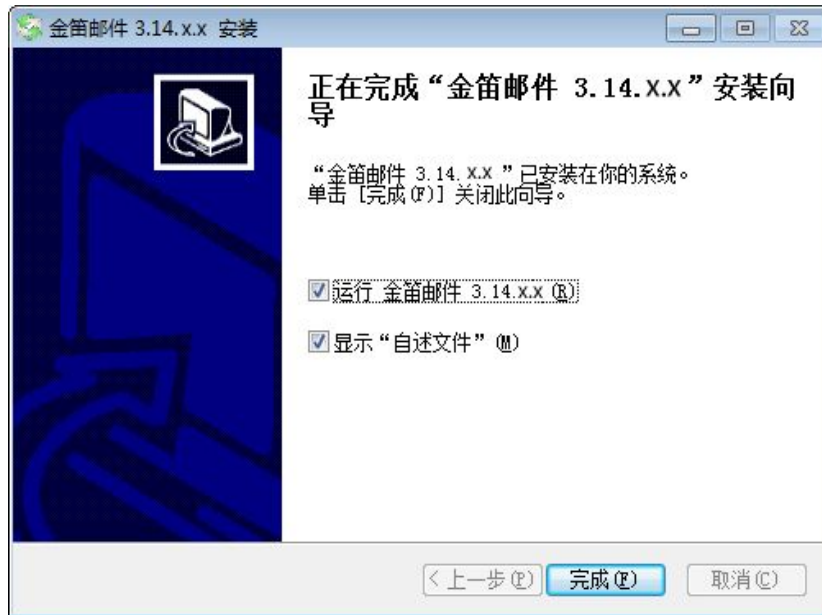 金笛邮件 3.14.x.x 安装
正在完成“金笛邮件 3.14.x.x”安装向
导
“金笛邮件 3.14.x.x ”已安装在你的系统。
单击 [完成(F)] 关闭此向导。
运行 金笛邮件 3.14.x.x (R)
显示“自述文件” (M)
< 上一步(P) 完成(F) 取消(C)